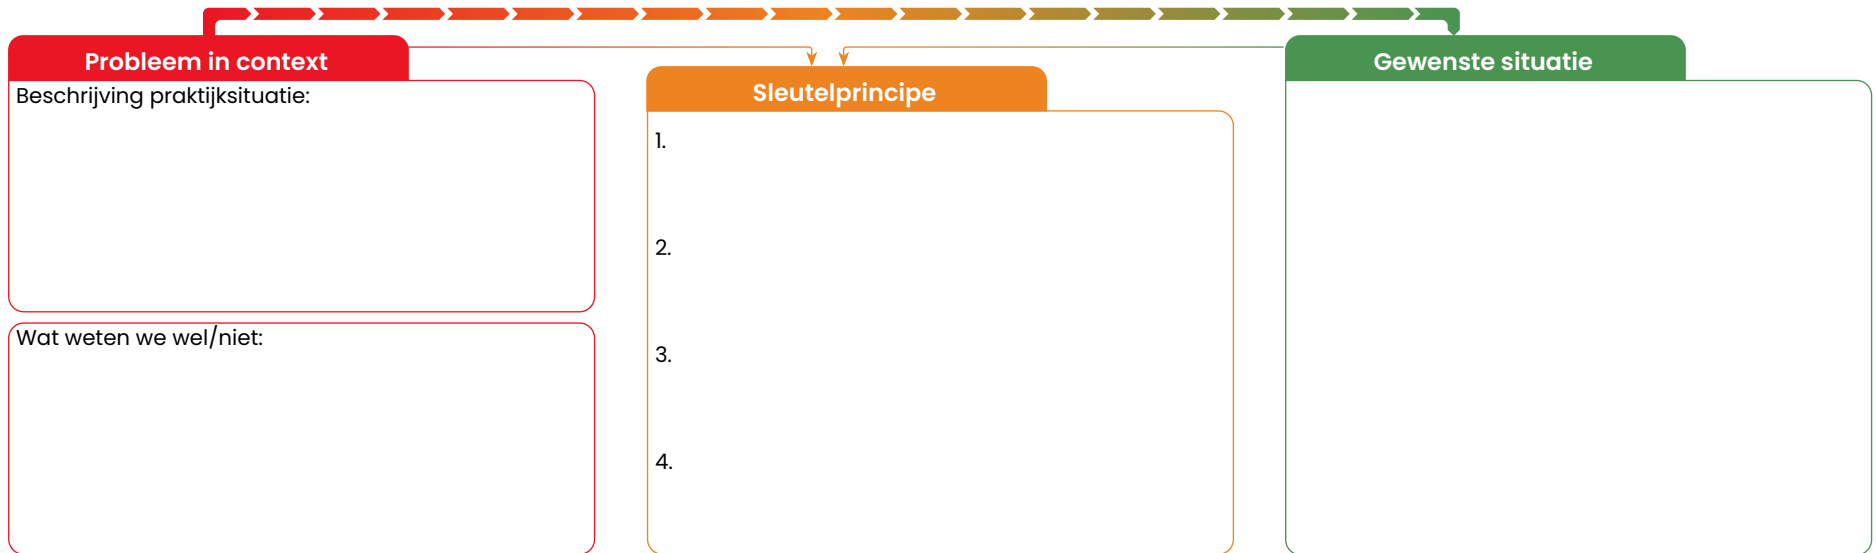 Probleem in context
Beschrijving praktijksituatie:
Wat weten we wel/niet:
Sleutelprincipe
1.
2.
3.
4.
Gewenste situatie